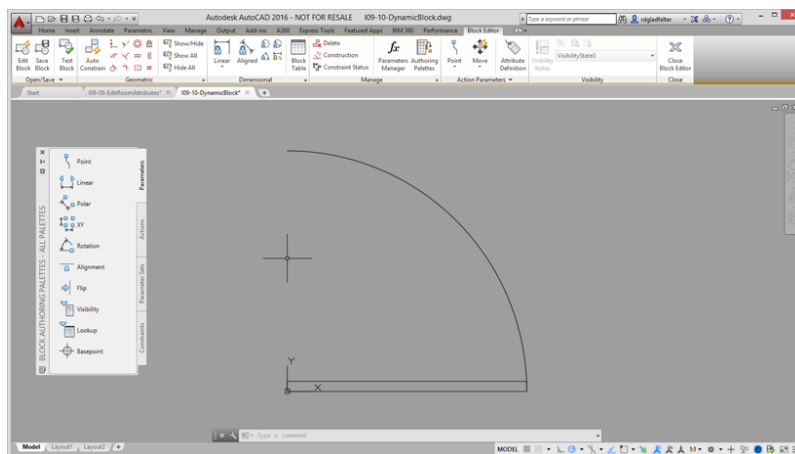 Autodesk AutoCAD 2016 - NOT FOR RESALE I09-10-DynamicBlock.dwg
Type a keyword or phrase
rdgladfelter
Home Insert Annotate Parametric View Manage Output Add-ins A360 Express Tools Featured Apps BIM 360 Performance Block Editor
Edit Block
Save Block
Test Block
Auto Constrain
Show/Hide
Show All
Hide All
Linear
Aligned
Block Table
Delete
Construction
Constraint Status
fx
Parameters Manager
Authoring Palettes
Point
Move
Attribute Definition
Visibility States
VisibilityState0
Close Block Editor
Open/Save Geometric Dimensional Manage Action Parameters Visibility Close
Start I09-09-EditRoomAttributes* I09-10-DynamicBlock*
BLOCK AUTHORING PALETTES - ALL PALETTES
Point
Linear
Polar
XY
Rotation
Alignment
Flip
Visibility
Lookup
Basepoint
Parameters
Actions
Parameter Sets
Constraints
Y
X
Type a command
Model Layout1 Layout2 +
MODEL
1:1